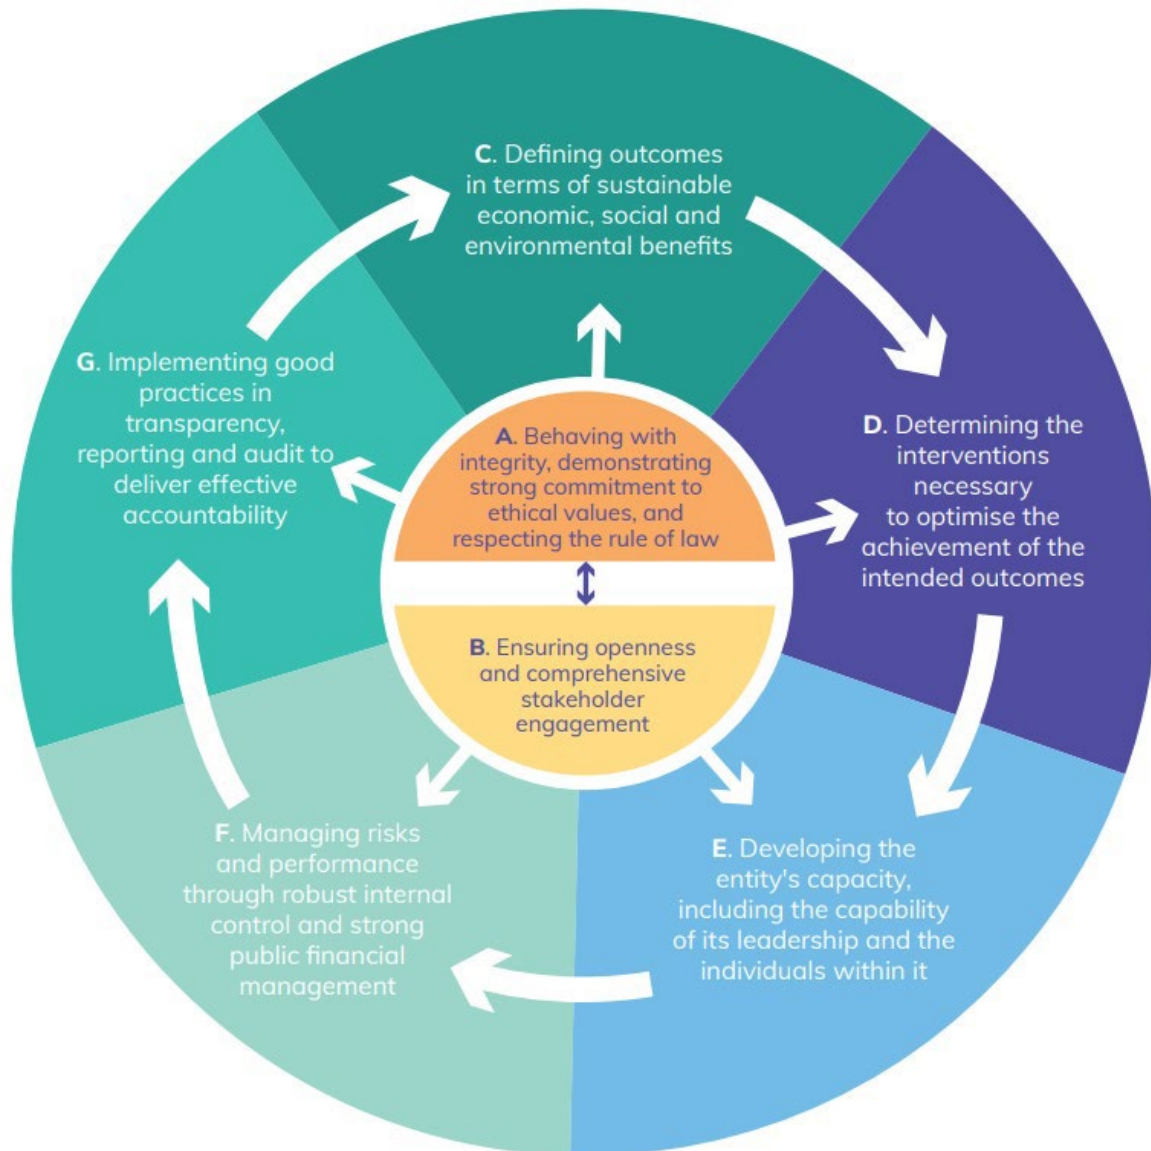 C. Defining outcomes
in terms of sustainable
economic, social and
environmental benefits
G. Implementing good
practices in
transparency,
reporting and audit to
deliver effective
accountability
A. Behaving with
integrity, demonstrating
strong commitment to
ethical values, and
respecting the rule of law
D. Determining the
interventions
necessary
to optimise the
achievement of the
intended outcomes
B. Ensuring openness
and comprehensive
stakeholder
engagement
F. Managing risks
and performance
through robust internal
control and strong
public financial
management
E. Developing the
entity's capacity,
including the capability
of its leadership and the
individuals within it